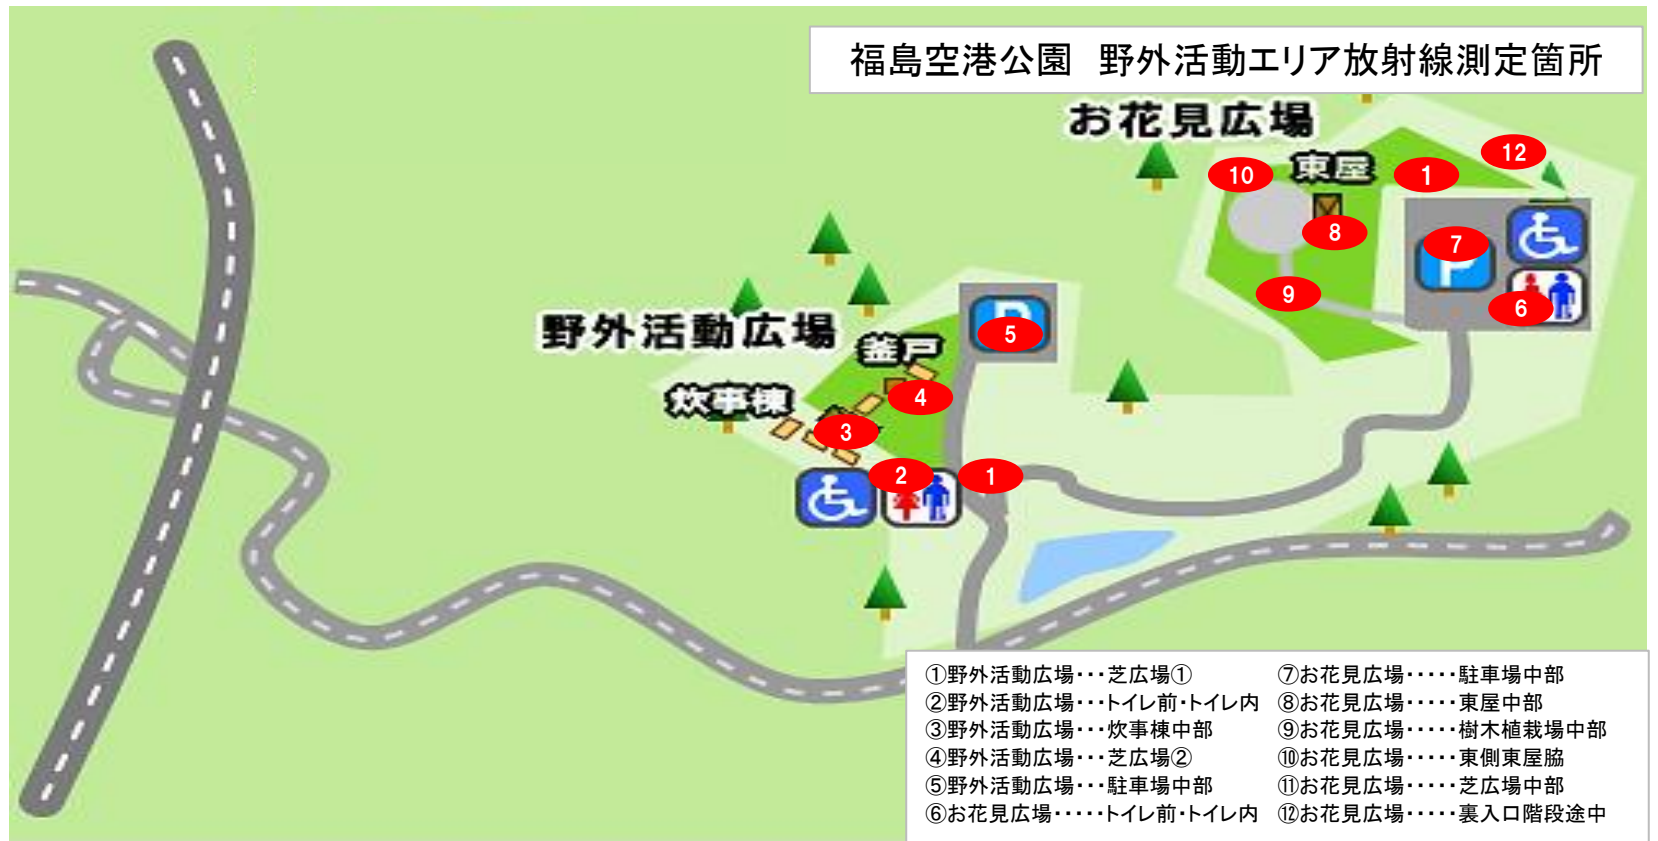 福島空港公園　野外活動エリア放射線測定箇所
お花見広場
東屋
12
10
1
8
7
P
9
6
野外活動広場
P
5
釜戸
4
炊事棟
3
2
1
①野外活動広場・・・芝広場①
②野外活動広場・・・トイレ前・トイレ内
③野外活動広場・・・炊事棟中部
④野外活動広場・・・芝広場②
⑤野外活動広場・・・駐車場中部
⑥お花見広場・・・・・トイレ前・トイレ内
⑦お花見広場・・・・・駐車場中部
⑧お花見広場・・・・・東屋中部
⑨お花見広場・・・・・樹木植栽場中部
⑩お花見広場・・・・・東側東屋脇
⑪お花見広場・・・・・芝広場中部
⑫お花見広場・・・・・裏入口階段途中